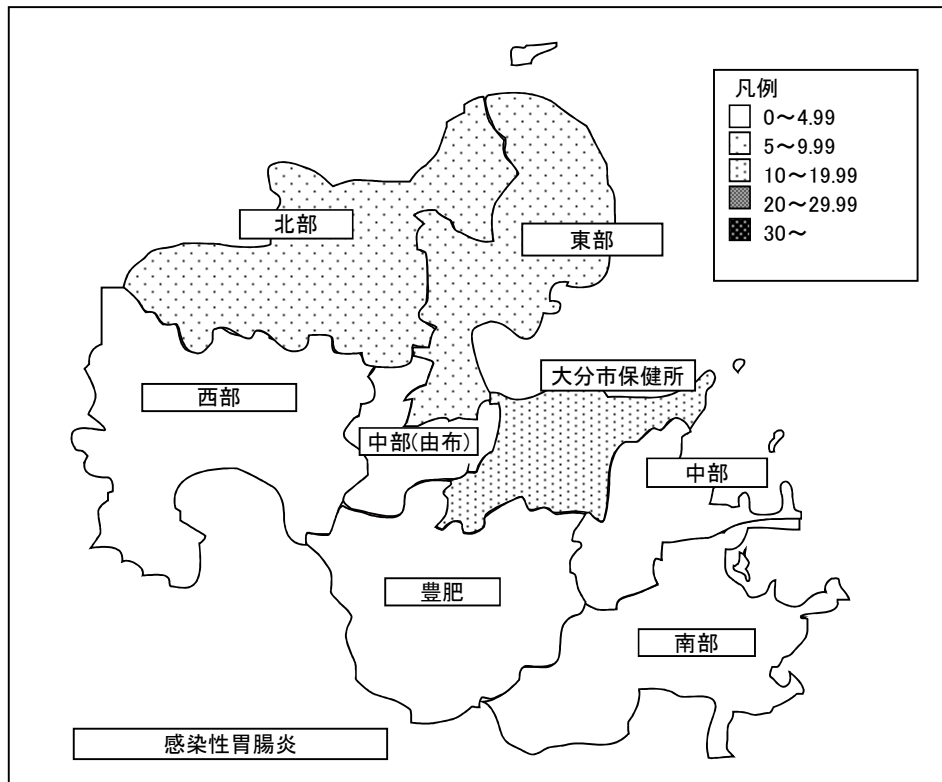 凡例
0～4.99
5～9.99
10～19.99
20～29.99
30～
北部
東部
大分市保健所
西部
中部(由布)
中部
豊肥
南部
感染性胃腸炎